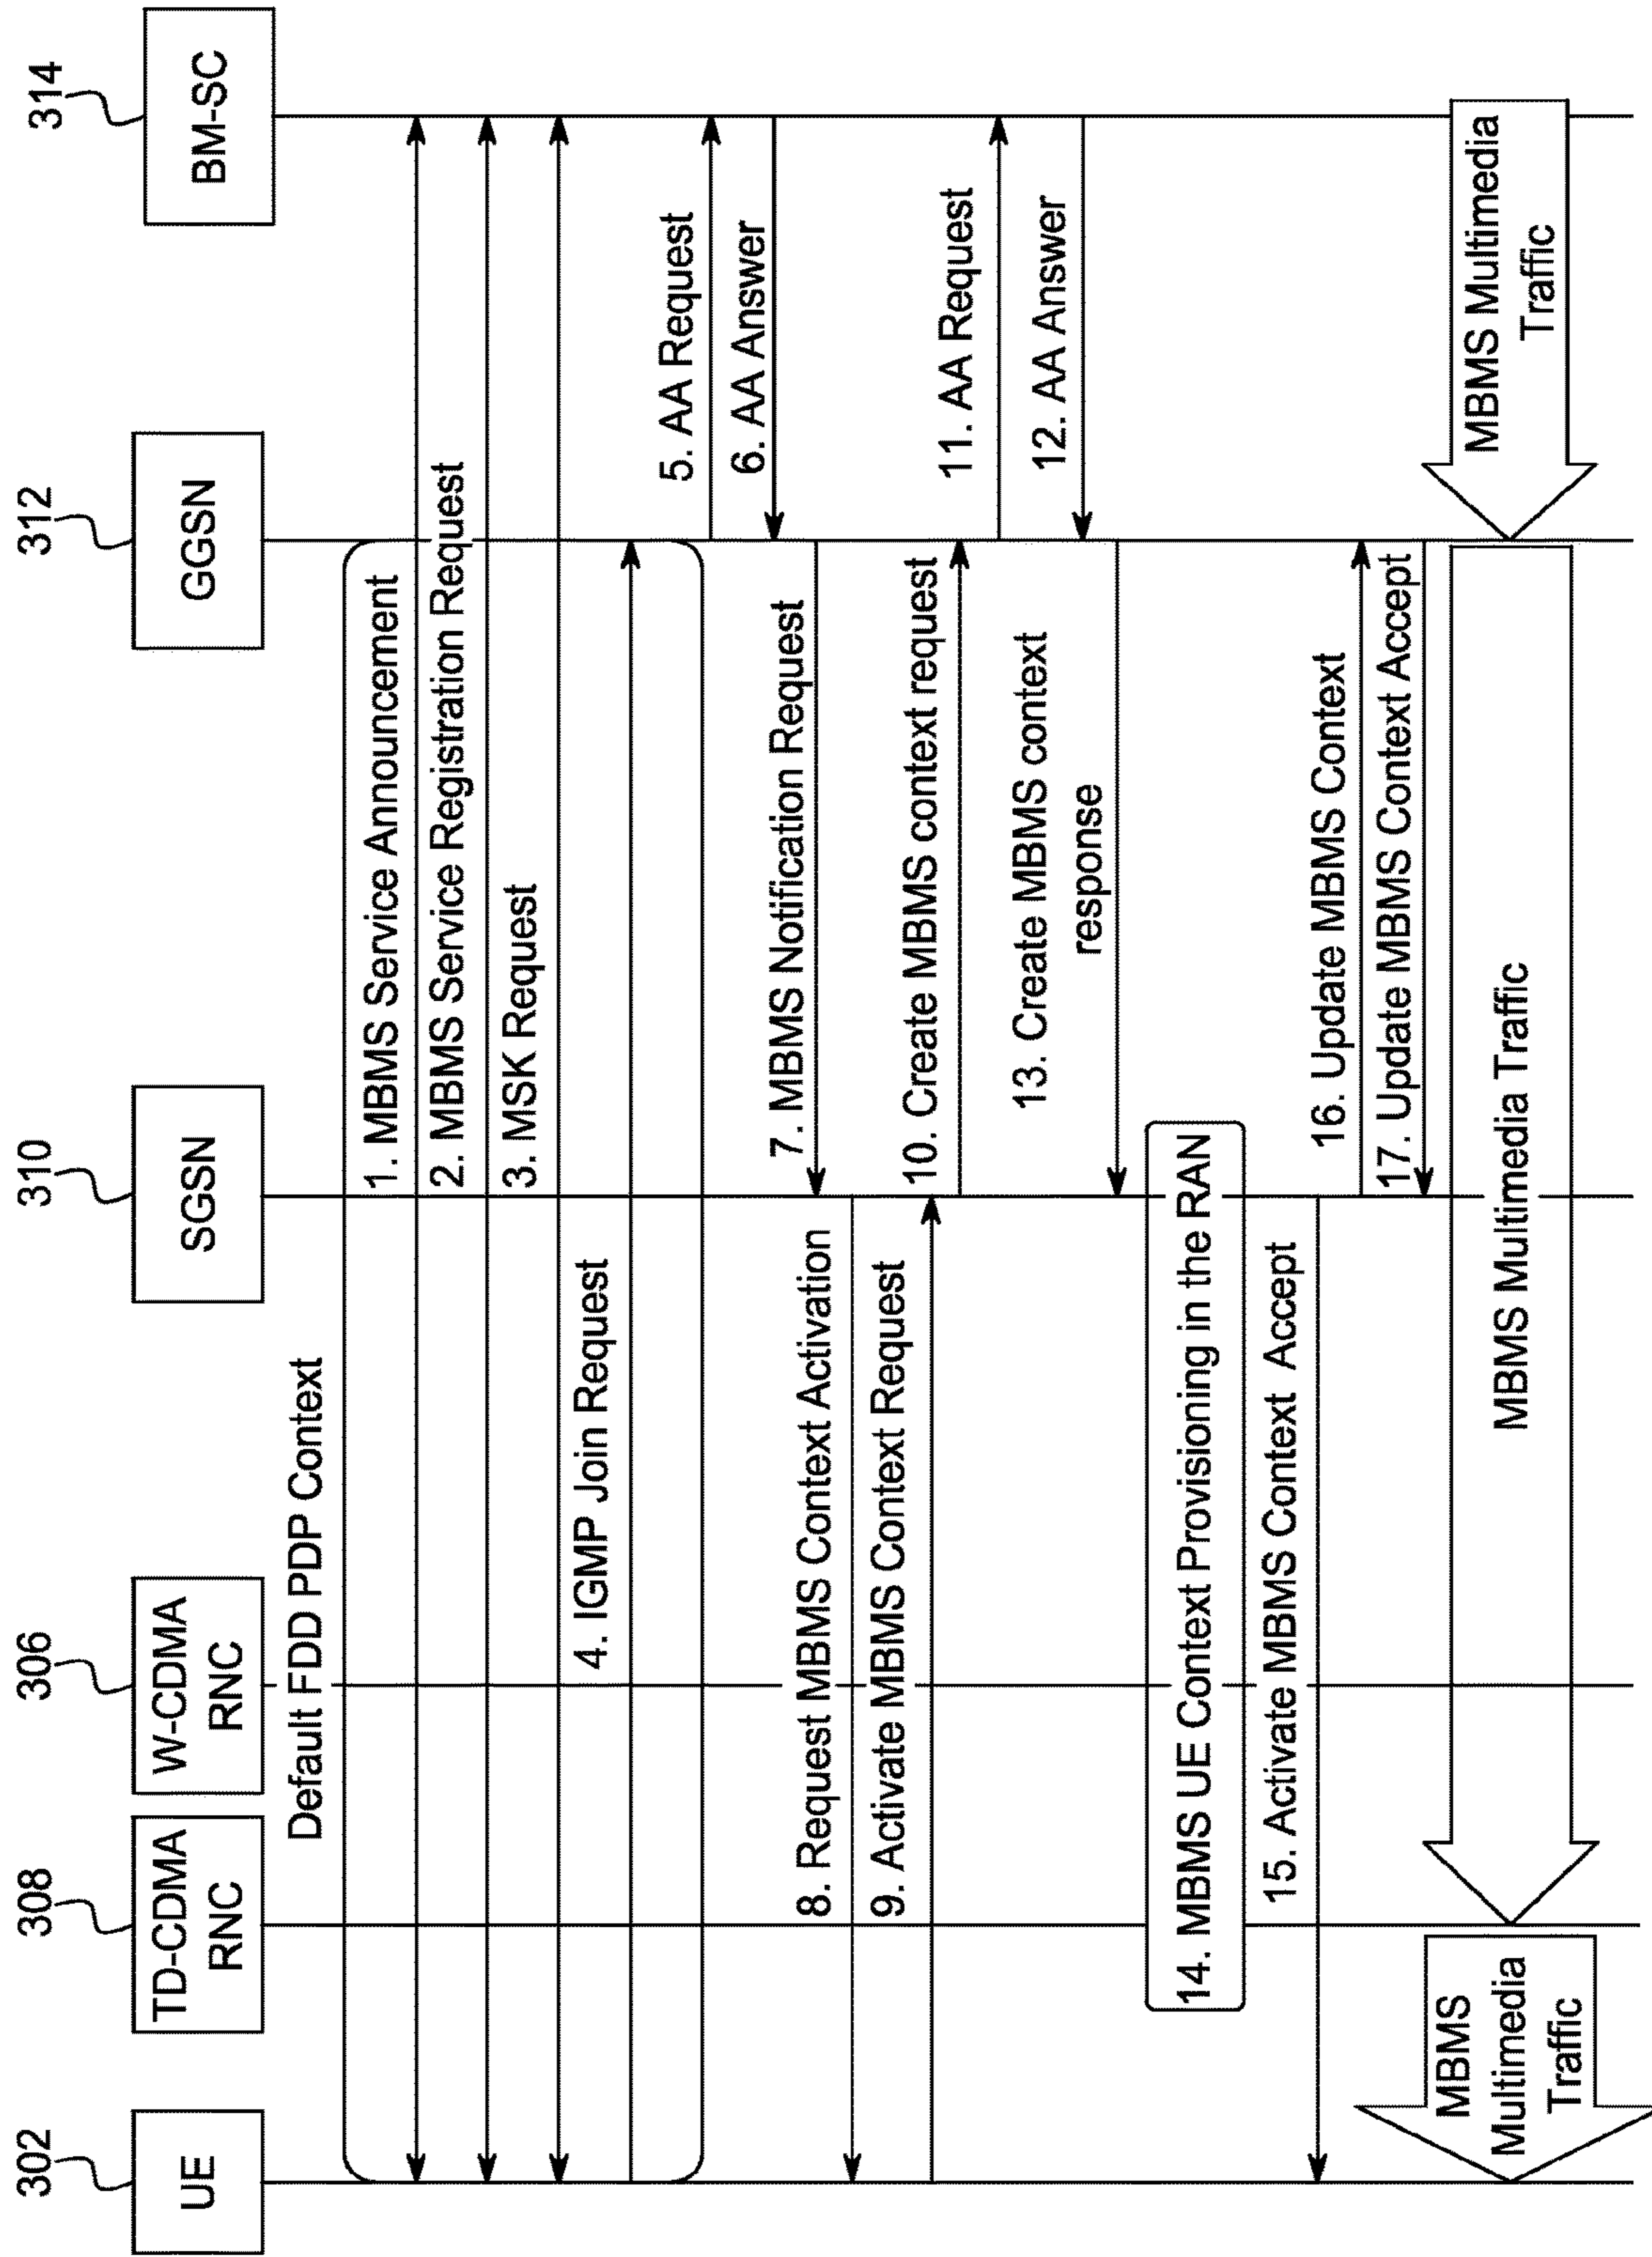 302
308
306
310
312
314
UE
TD-CDMA
RNC
W-CDMA
RNC
SGSN
GGSN
BM-SC
Default FDD PDP Context
1. MBMS Service Announcement
2. MBMS Service Registration Request
3. MSK Request
4. IGMP Join Request
5. AA Request
6. AA Answer
7. MBMS Notification Request
8. Request MBMS Context Activation
9. Activate MBMS Context Request
10. Create MBMS context request
11. AA Request
12. AA Answer
13. Create MBMS context
response
14. MBMS UE Context Provisioning in the RAN
15. Activate MBMS Context Accept
16. Update MBMS Context
17. Update MBMS Context Accept
MBMS
Multimedia
Traffic
MBMS Multimedia Traffic
MBMS Multimedia
Traffic